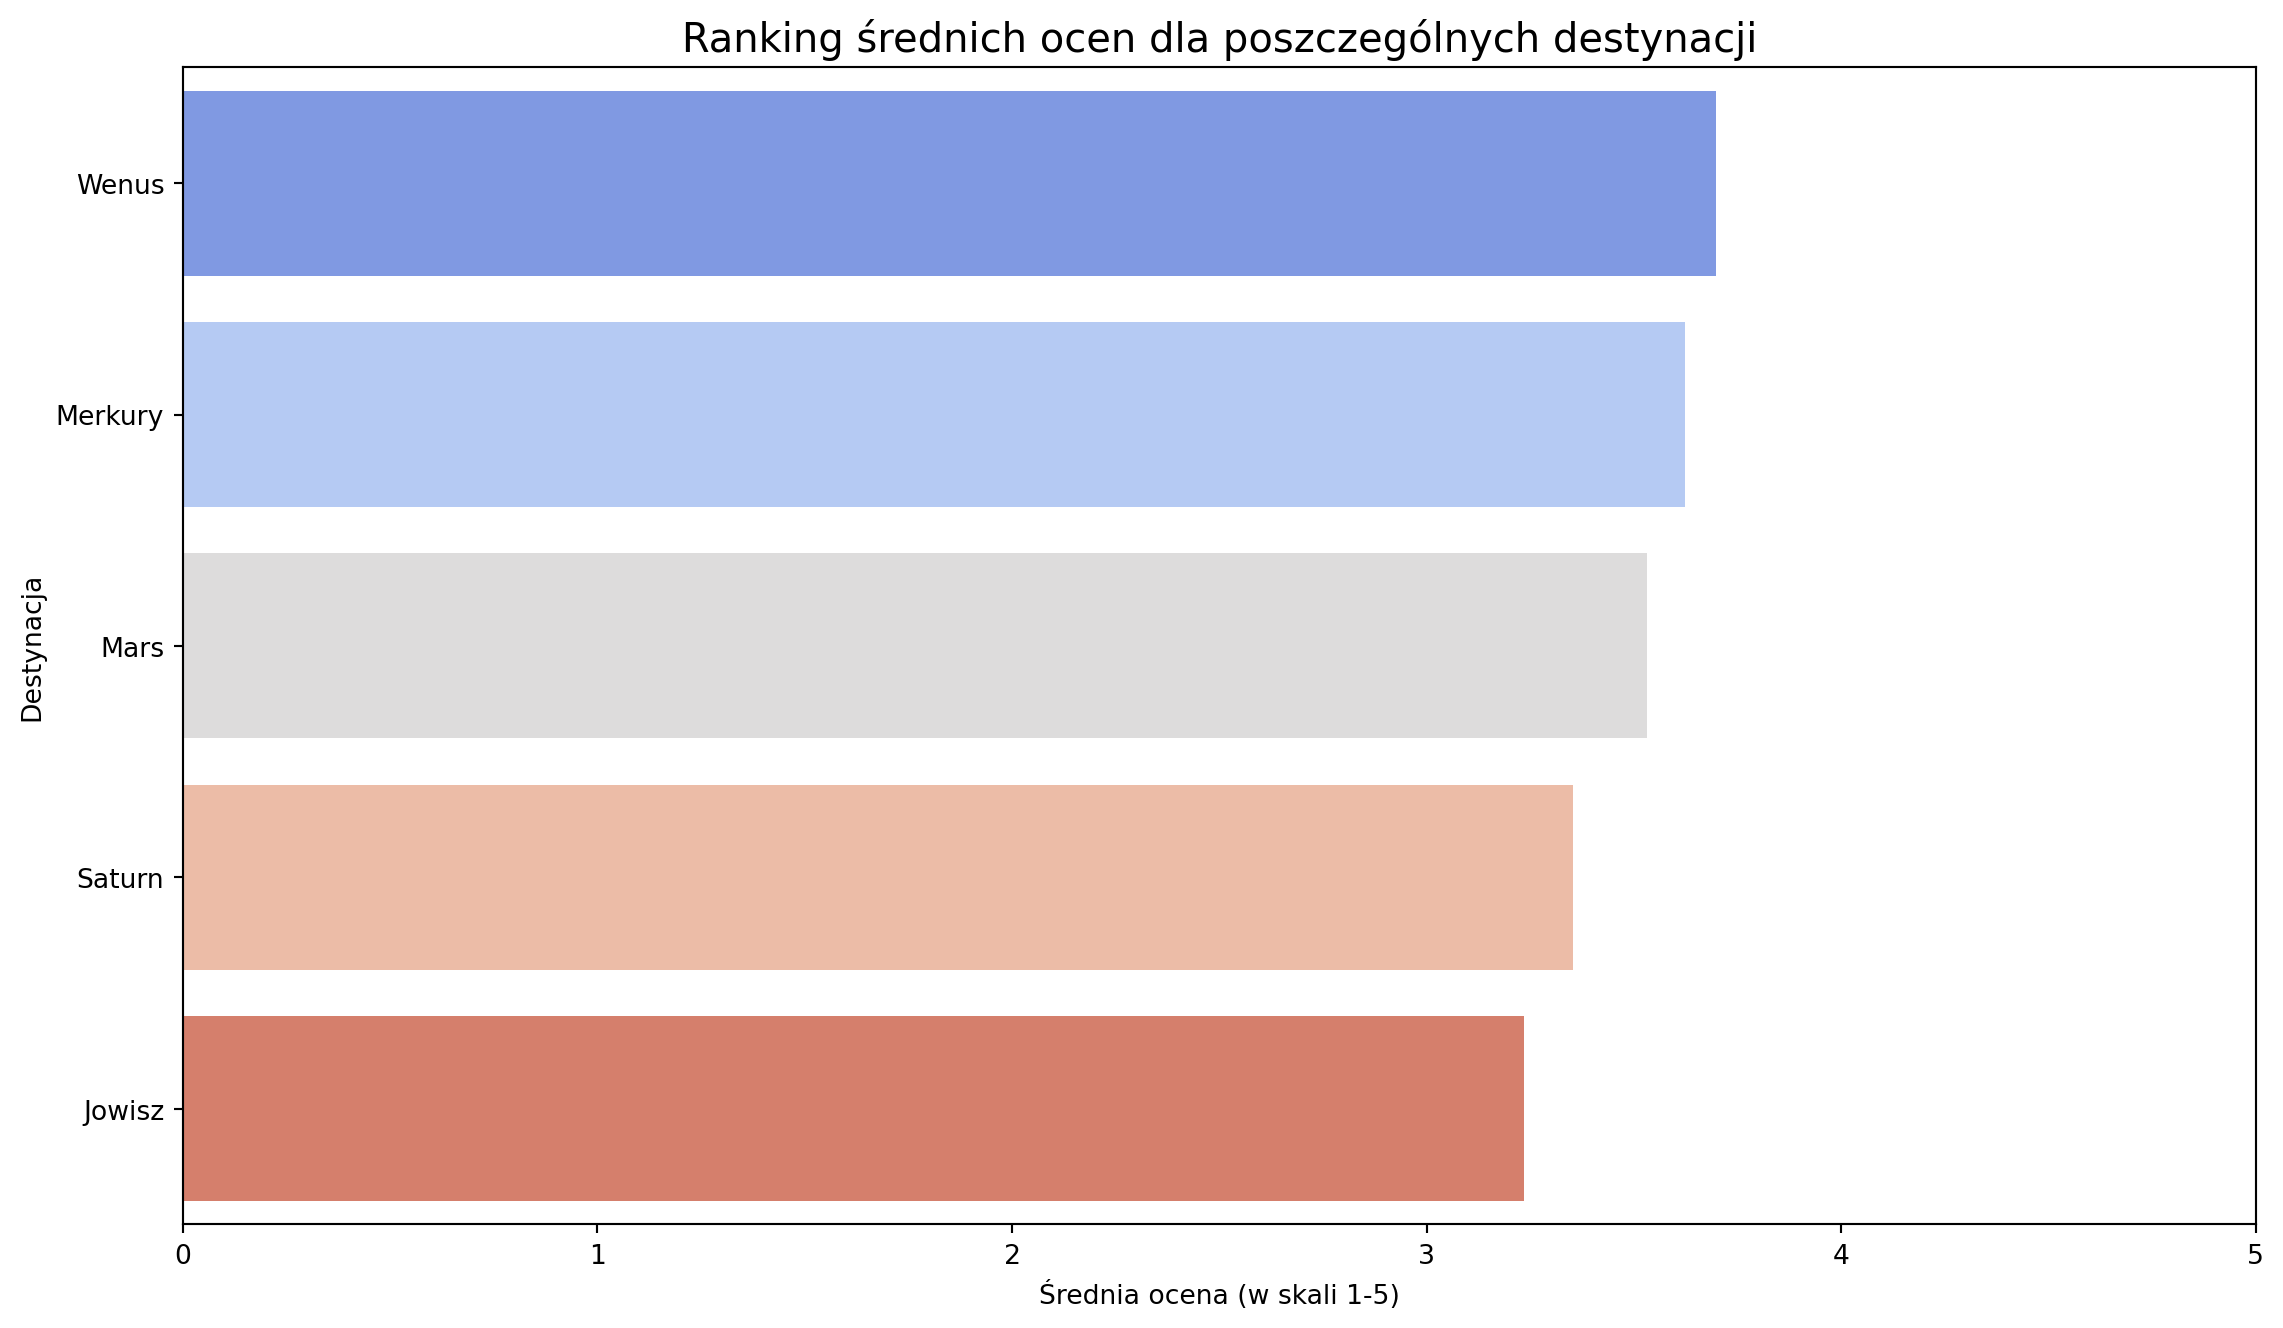 Ranking średnich ocen dla poszczególnych destynacji
Destynacja
Wenus
Merkury
Mars
Saturn
Jowisz
0 1 2 3 4 5
Średnia ocena (w skali 1-5)